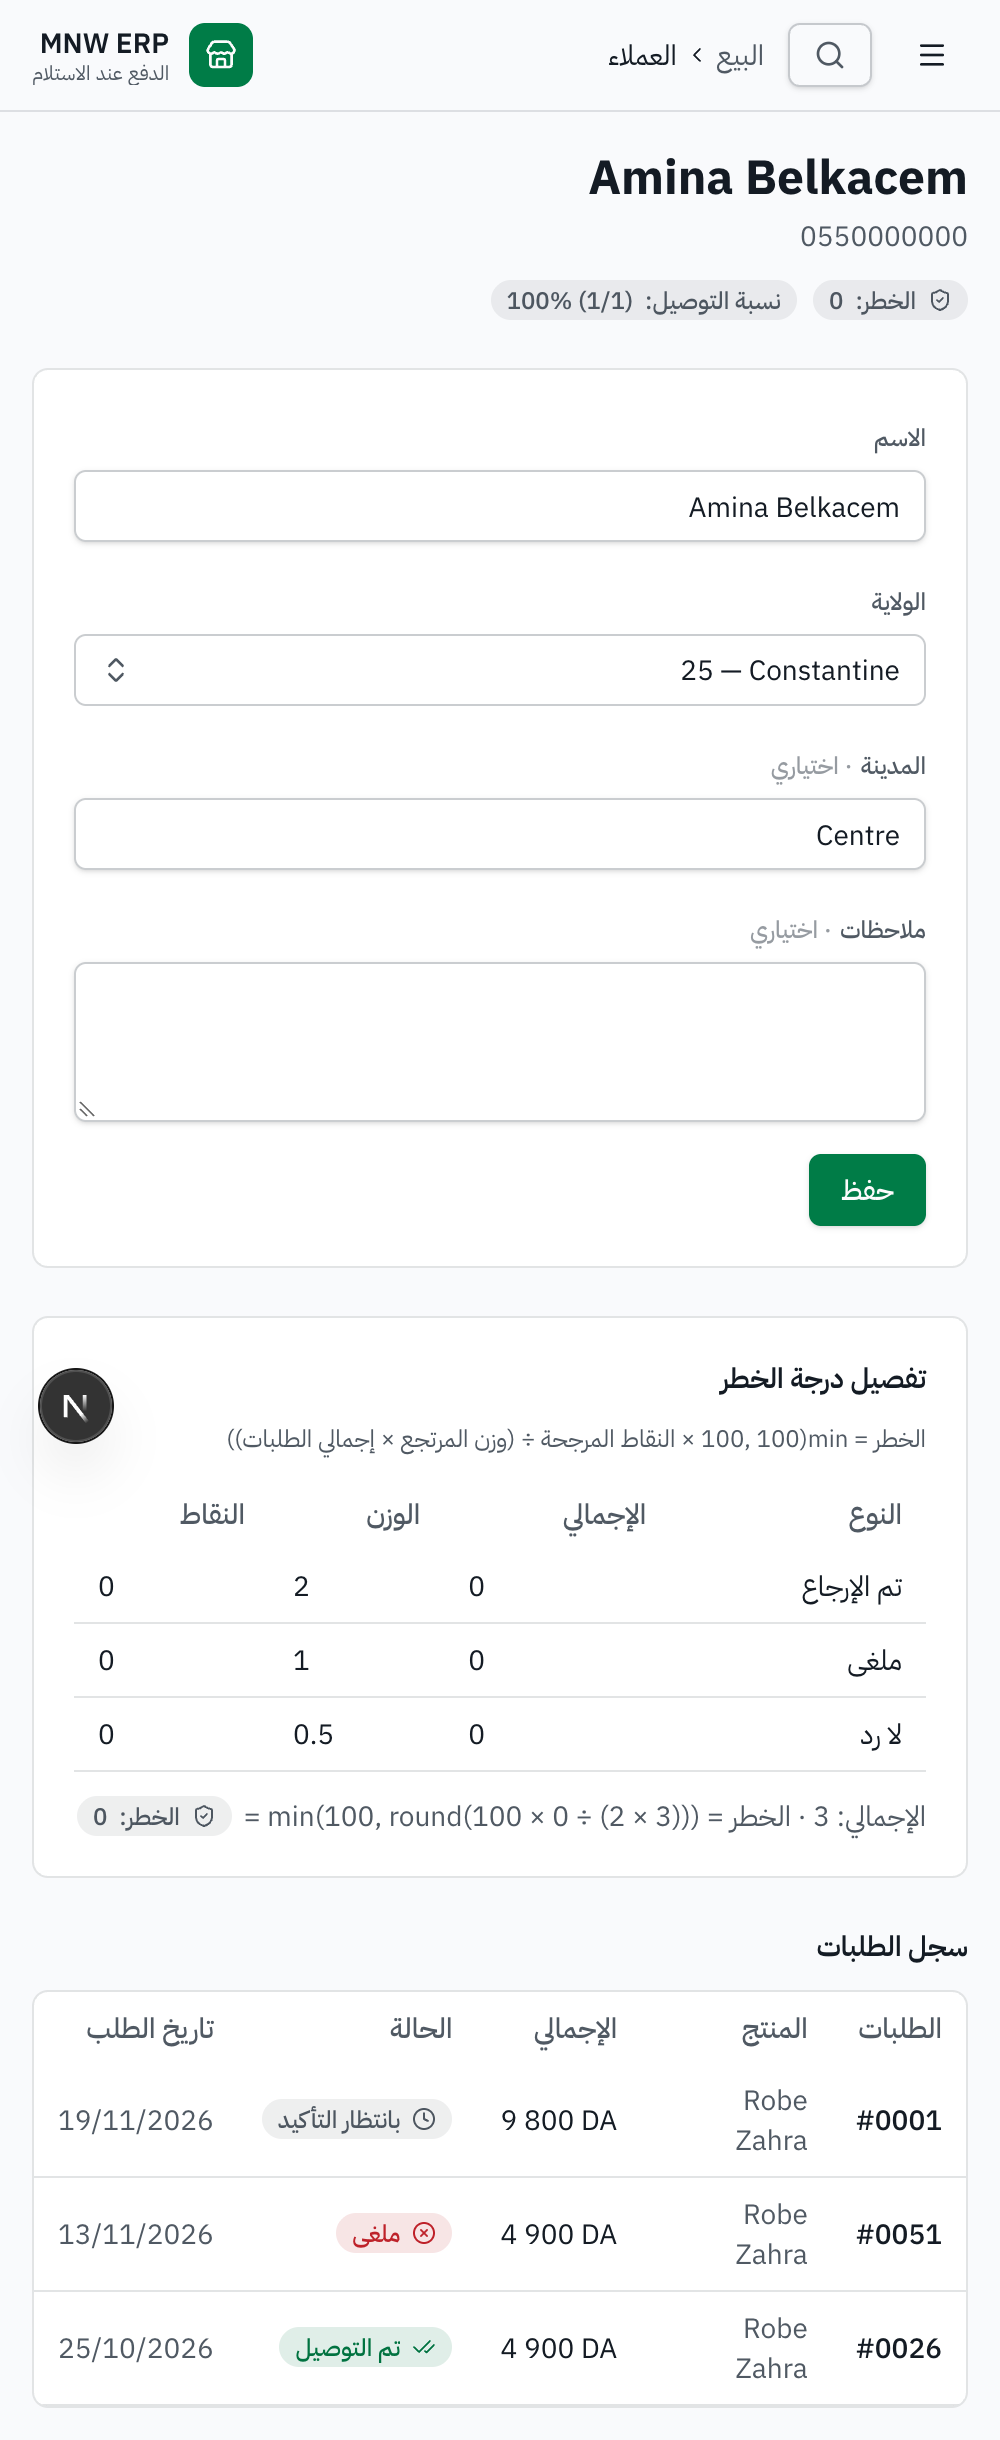 البيع › العملاء
MNW ERP
الدفع عند الاستلام
Amina Belkacem
0550000000
الخطر: 0
نسبة التوصيل: 100% (1/1)
الاسم
Amina Belkacem
الولاية
25 — Constantine
المدينة · اختياري
Centre
ملاحظات · اختياري
حفظ
تفصيل درجة الخطر
الخطر = min(100, 100 × النقاط المرجحة ÷ (وزن المرتجع × إجمالي الطلبات))
النوع الإجمالي الوزن النقاط
تم الإرجاع 0 2 0
ملغى 0 1 0
لا رد 0 0.5 0
الإجمالي: 3 · الخطر = min(100, round(100 × 0 ÷ (2 × 3))) = الخطر: 0
سجل الطلبات
الطلبات المنتج الإجمالي الحالة تاريخ الطلب
#0001 Robe Zahra 9 800 DA بانتظار التأكيد 19/11/2026
#0051 Robe Zahra 4 900 DA ملغى 13/11/2026
#0026 Robe Zahra 4 900 DA تم التوصيل 25/10/2026